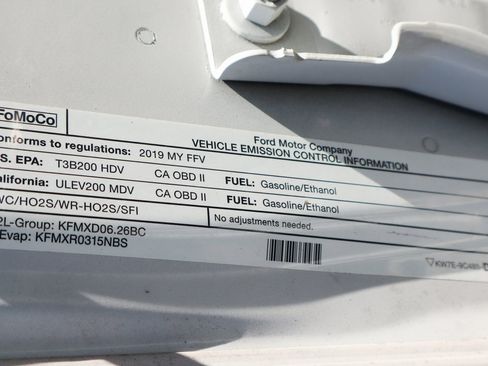 FoMoCo
Ford Motor Company
VEHICLE EMISSION CONTROL INFORMATION
onforms to regulations: 2019 MY FFV
S. EPA: T3B200 HDV CA OBD II FUEL: Gasoline/Ethanol
alifornia: ULEV200 MDV CA OBD II FUEL: Gasoline/Ethanol
WC/HO2S/WR-HO2S/SFI
No adjustments needed.
2L-Group: KFMXD06.26BC
Evap: KFMXR0315NBS